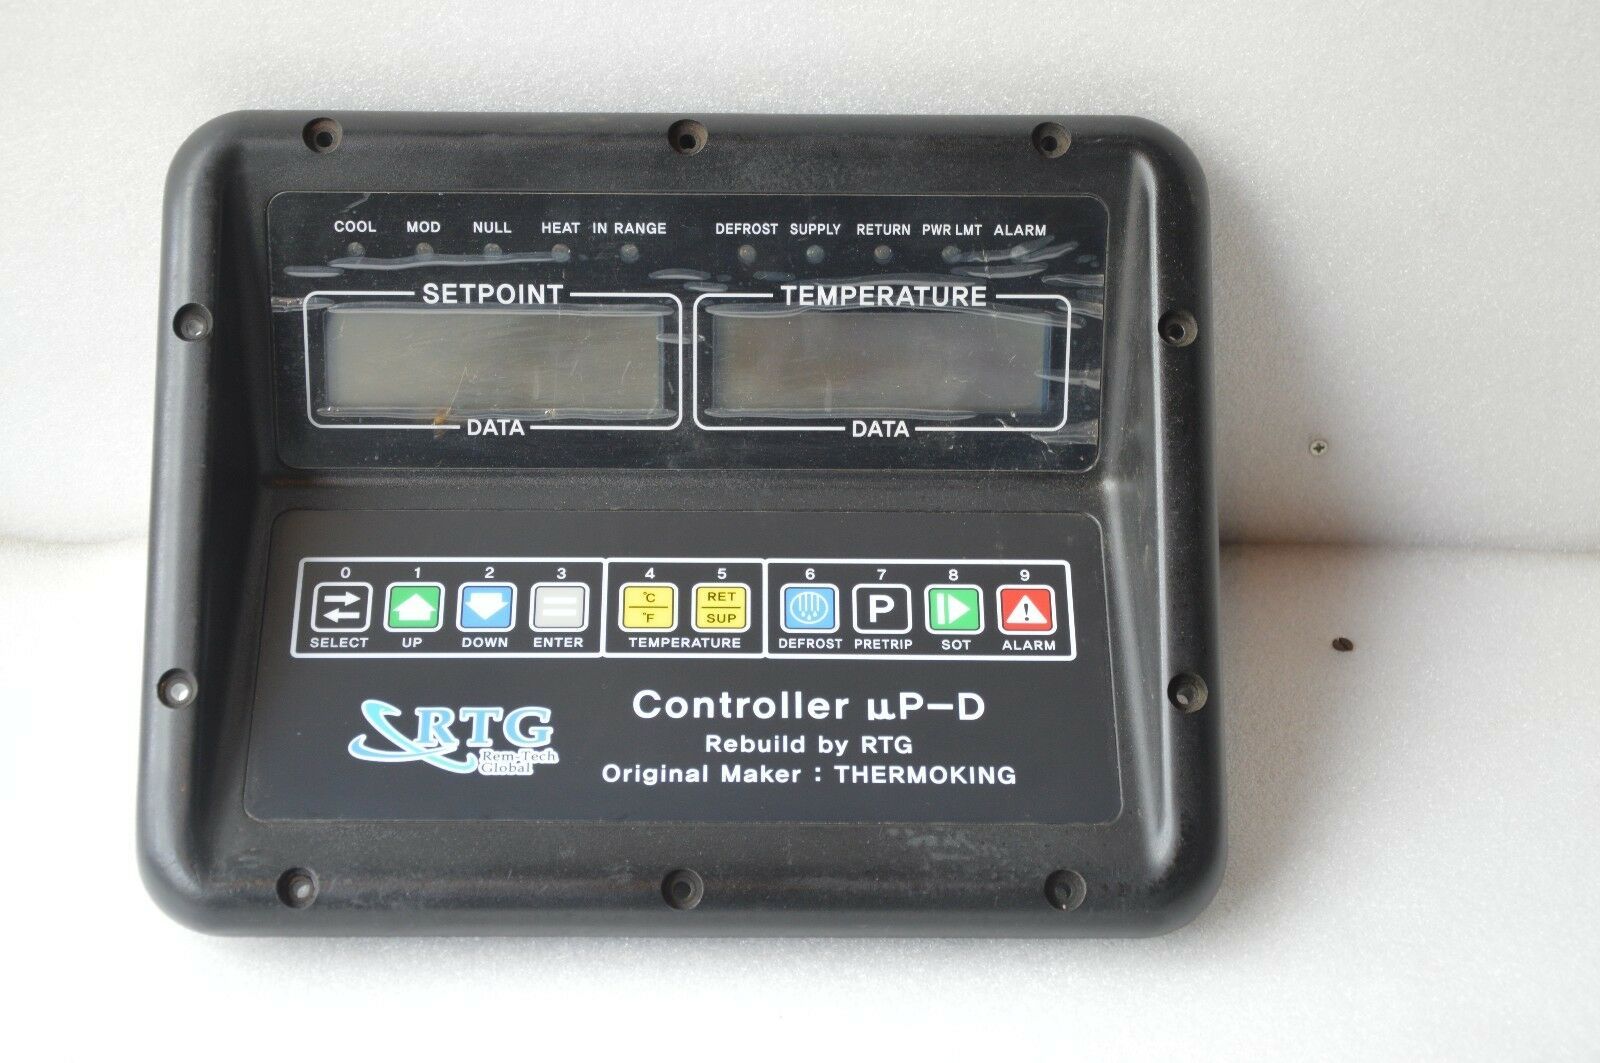 COOL MOD NULL HEAT IN RANGE DEFROST SUPPLY RETURN PWR LMT ALARM
SETPOINT TEMPERATURE
DATA DATA
0 1 2 3 4 5 6 7 8 9
°C °F RET SUP P !
SELECT UP DOWN ENTER TEMPERATURE DEFROST PRETRIP SOT ALARM
RTG
Rem-Tech
Global
Controller µP-D
Rebuild by RTG
Original Maker : THERMOKING